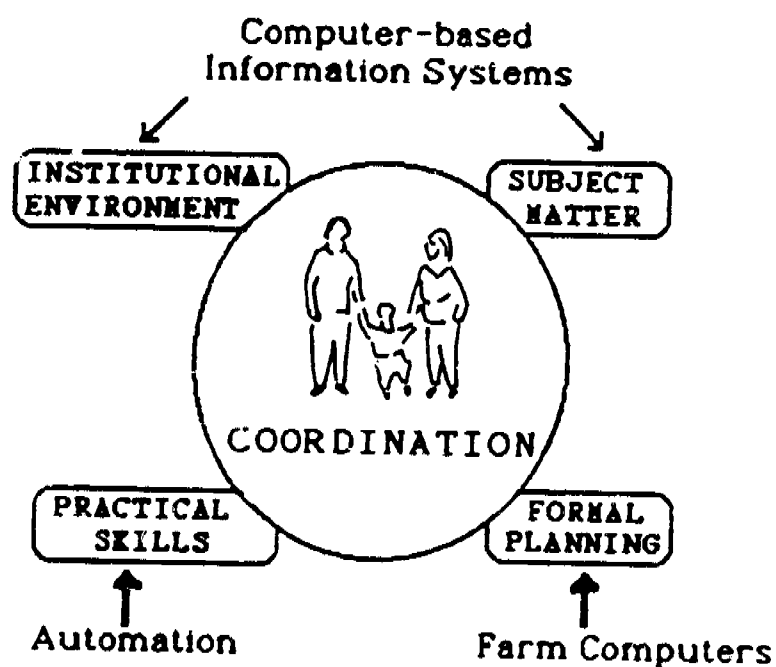 Computer-based
Information Systems
INSTITUTIONAL
ENVIRONMENT
SUBJECT
MATTER
COORDINATION
PRACTICAL
SKILLS
FORMAL
PLANNING
Automation
Farm Computers